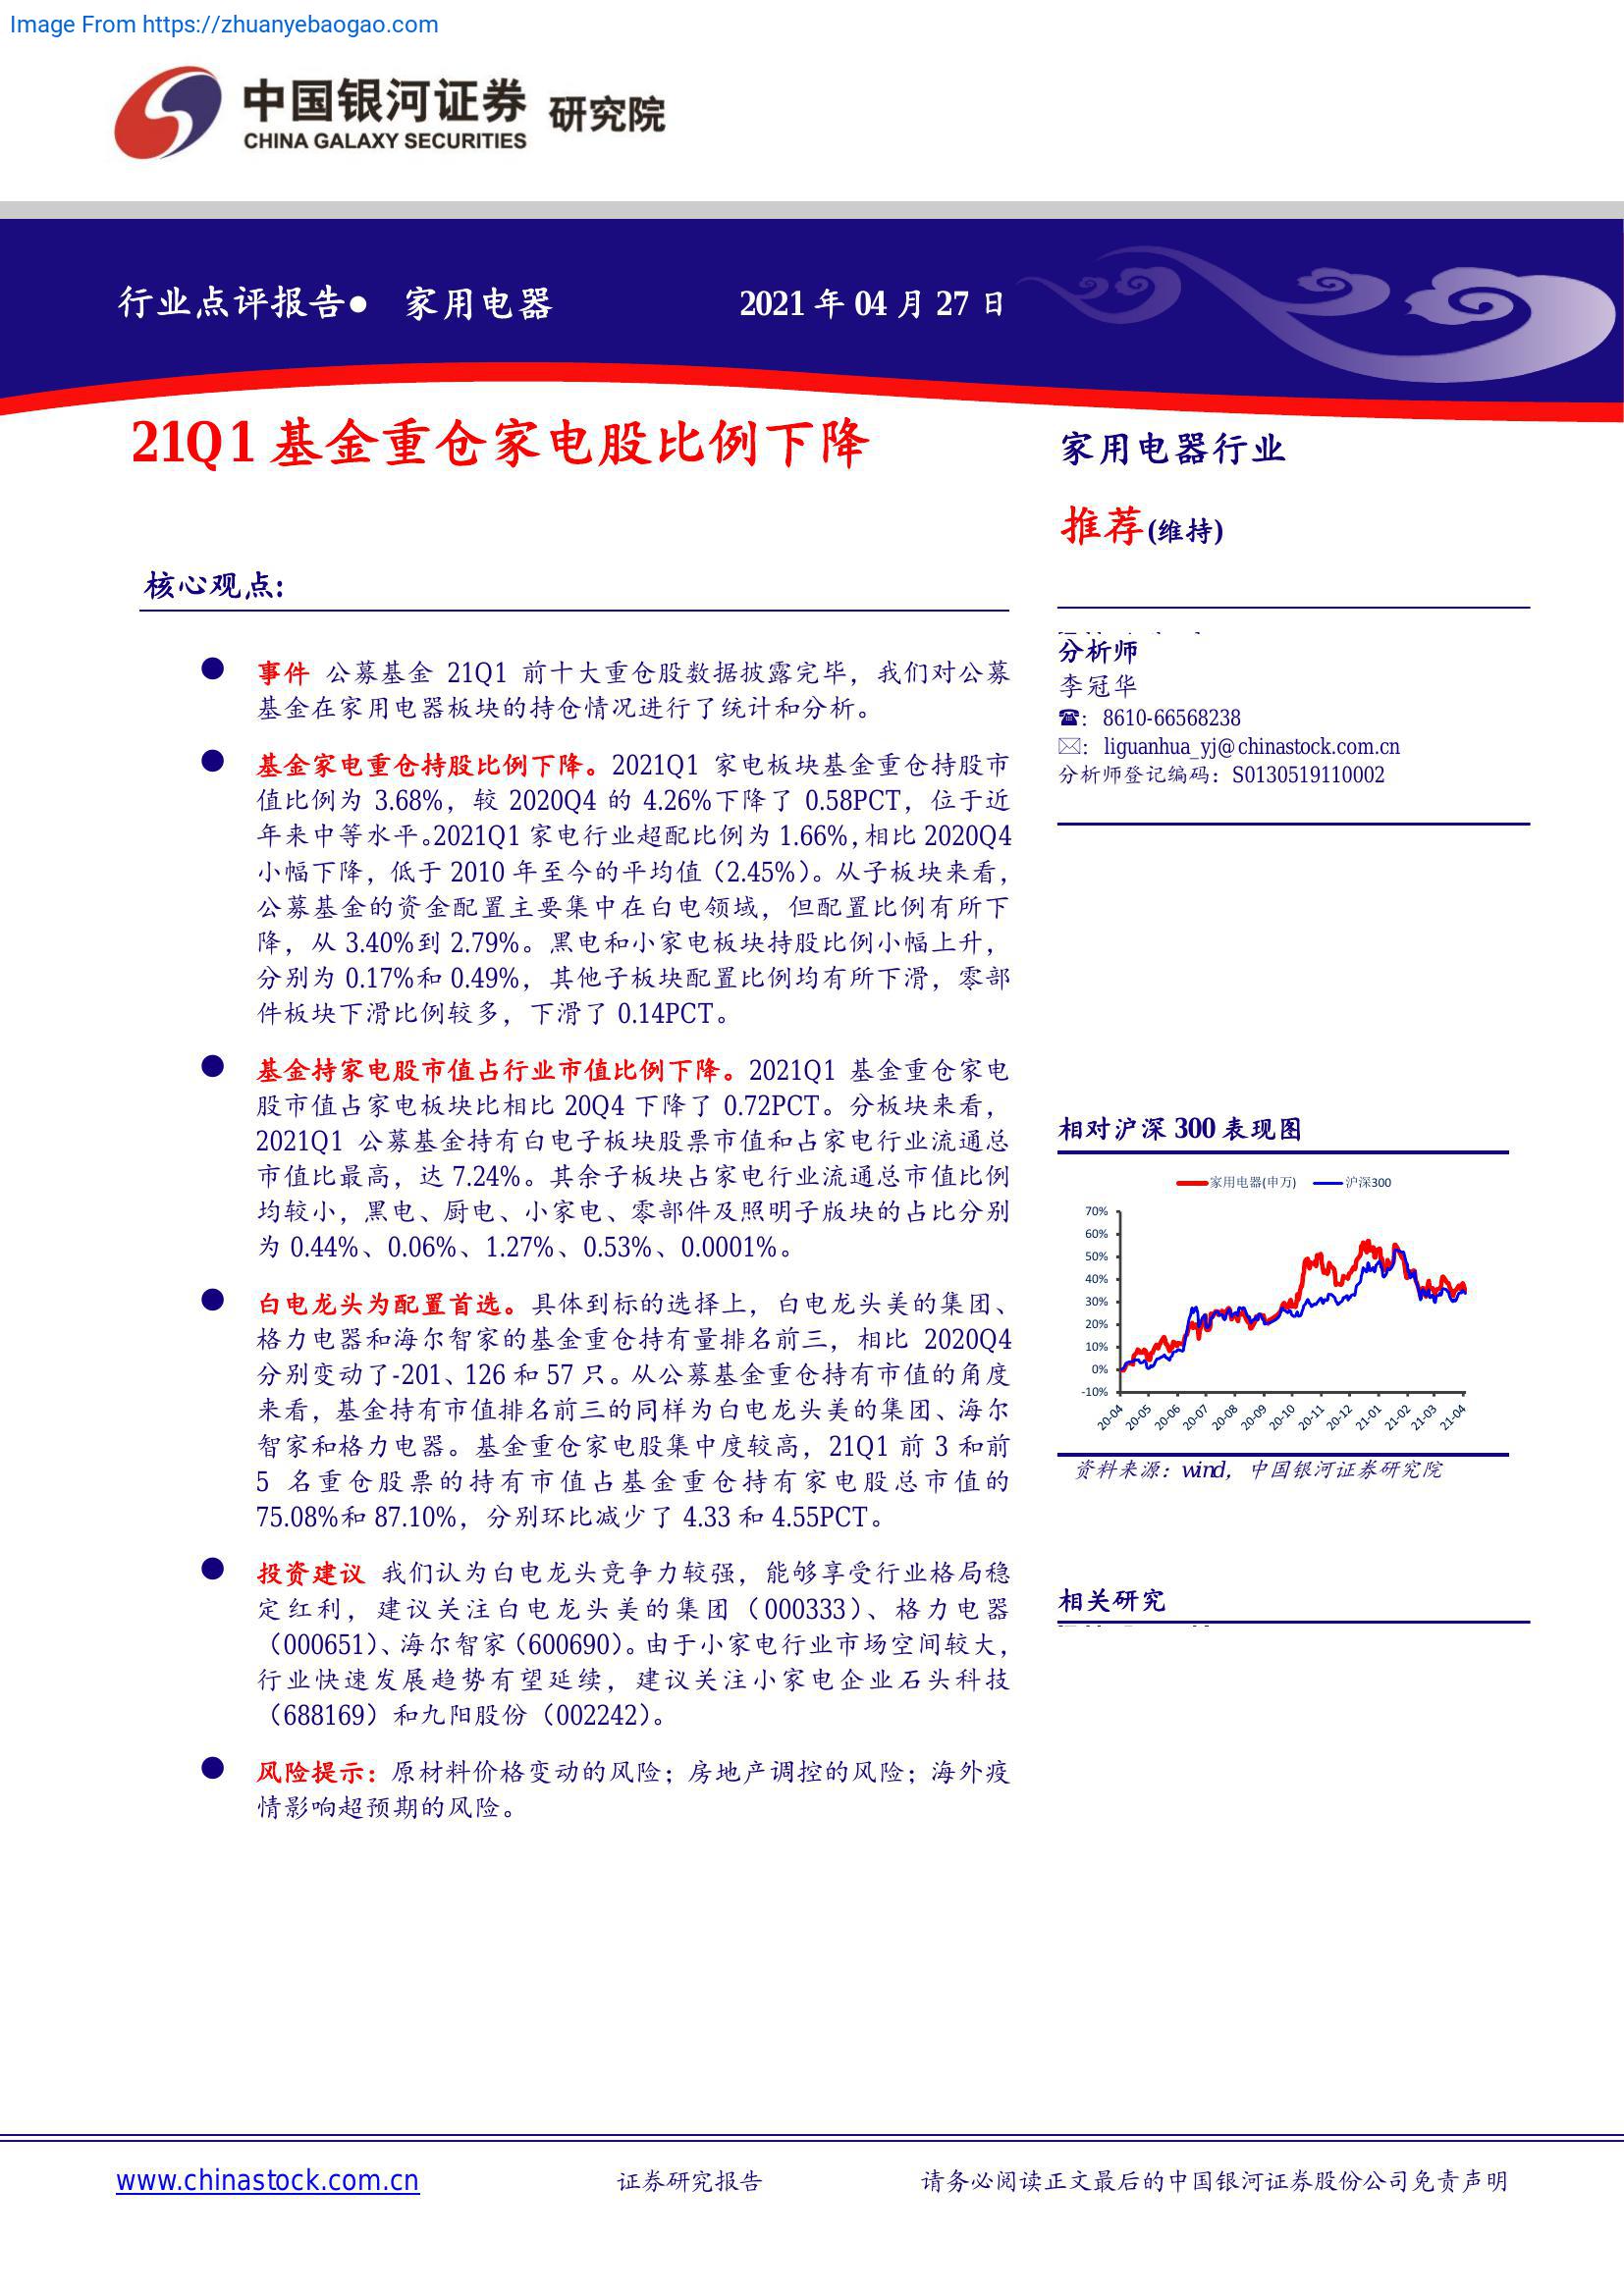 Image From https://zhuanyebaogao.com
中国银河证券 研究院
CHINA GALAXY SECURITIES
行业点评报告● 家用电器 2021 年 04 月 27 日
21Q1 基金重仓家电股比例下降
核心观点:
● 事件 公募基金 21Q1 前十大重仓股数据披露完毕，我们对公募
基金在家用电器板块的持仓情况进行了统计和分析。
● 基金家电重仓持股比例下降。2021Q1 家电板块基金重仓持股市
值比例为 3.68%，较 2020Q4 的 4.26%下降了 0.58PCT，位于近
年来中等水平。2021Q1 家电行业超配比例为 1.66%，相比 2020Q4
小幅下降，低于 2010 年至今的平均值（2.45%）。从子板块来看，
公募基金的资金配置主要集中在白电领域，但配置比例有所下
降，从 3.40%到 2.79%。黑电和小家电板块持股比例小幅上升，
分别为 0.17%和 0.49%，其他子板块配置比例均有所下滑，零部
件板块下滑比例较多，下滑了 0.14PCT。
● 基金持家电股市值占行业市值比例下降。2021Q1 基金重仓家电
股市值占家电板块比相比 20Q4 下降了 0.72PCT。分板块来看，
2021Q1 公募基金持有白电子板块股票市值和占家电行业流通总
市值比最高，达 7.24%。其余子板块占家电行业流通总市值比例
均较小，黑电、厨电、小家电、零部件及照明子版块的占比分别
为 0.44%、0.06%、1.27%、0.53%、0.0001%。
● 白电龙头为配置首选。具体到标的选择上，白电龙头美的集团、
格力电器和海尔智家的基金重仓持有量排名前三，相比 2020Q4
分别变动了-201、126 和 57 只。从公募基金重仓持有市值的角度
来看，基金持有市值排名前三的同样为白电龙头美的集团、海尔
智家和格力电器。基金重仓家电股集中度较高，21Q1 前 3 和前
5 名重仓股票的持有市值占基金重仓持有家电股总市值的
75.08%和 87.10%，分别环比减少了 4.33 和 4.55PCT。
● 投资建议 我们认为白电龙头竞争力较强，能够享受行业格局稳
定红利，建议关注白电龙头美的集团（000333）、格力电器
（000651）、海尔智家（600690）。由于小家电行业市场空间较大，
行业快速发展趋势有望延续，建议关注小家电企业石头科技
（688169）和九阳股份（002242）。
● 风险提示：原材料价格变动的风险；房地产调控的风险；海外疫
情影响超预期的风险。
家用电器行业
推荐(维持)
分析师
李冠华
☎：8610-66568238
✉：liguanhua_yj@chinastock.com.cn
分析师登记编码：S0130519110002
相对沪深 300 表现图
家用电器(申万) 沪深300
70%
60%
50%
40%
30%
20%
10%
0%
-10%
20-04 20-05 20-06 20-07 20-08 20-09 20-10 20-11 20-12 21-01 21-02 21-03 21-04
资料来源：wind，中国银河证券研究院
相关研究
www.chinastock.com.cn 证券研究报告 请务必阅读正文最后的中国银河证券股份公司免责声明